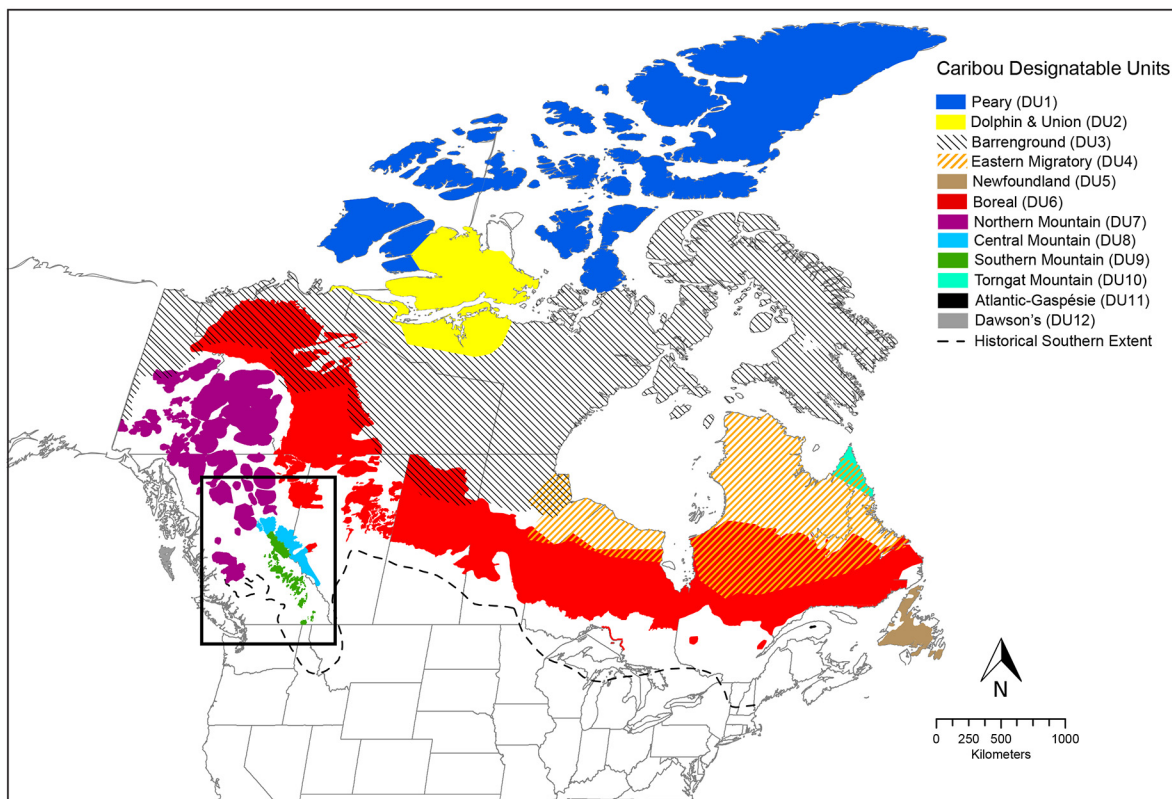 Caribou Designatable Units
Peary (DU1)
Dolphin & Union (DU2)
Barrenground (DU3)
Eastern Migratory (DU4)
Newfoundland (DU5)
Boreal (DU6)
Northern Mountain (DU7)
Central Mountain (DU8)
Southern Mountain (DU9)
Torngat Mountain (DU10)
Atlantic-Gaspésie (DU11)
Dawson's (DU12)
Historical Southern Extent
N
0 250 500 1000
Kilometers